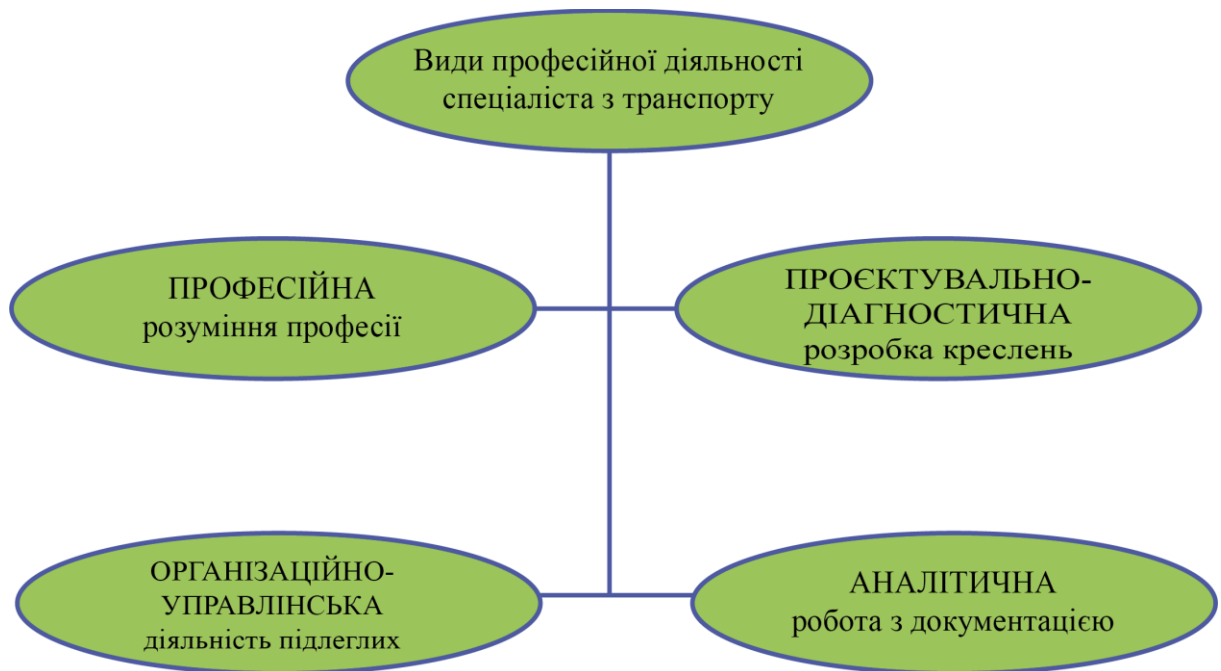 Види професійної діяльності
спеціаліста з транспорту
ПРОФЕСІЙНА
розуміння професії
ПРОЄКТУВАЛЬНО-
ДІАГНОСТИЧНА
розробка креслень
ОРГАНІЗАЦІЙНО-
УПРАВЛІНСЬКА
діяльність підлеглих
АНАЛІТИЧНА
робота з документацією